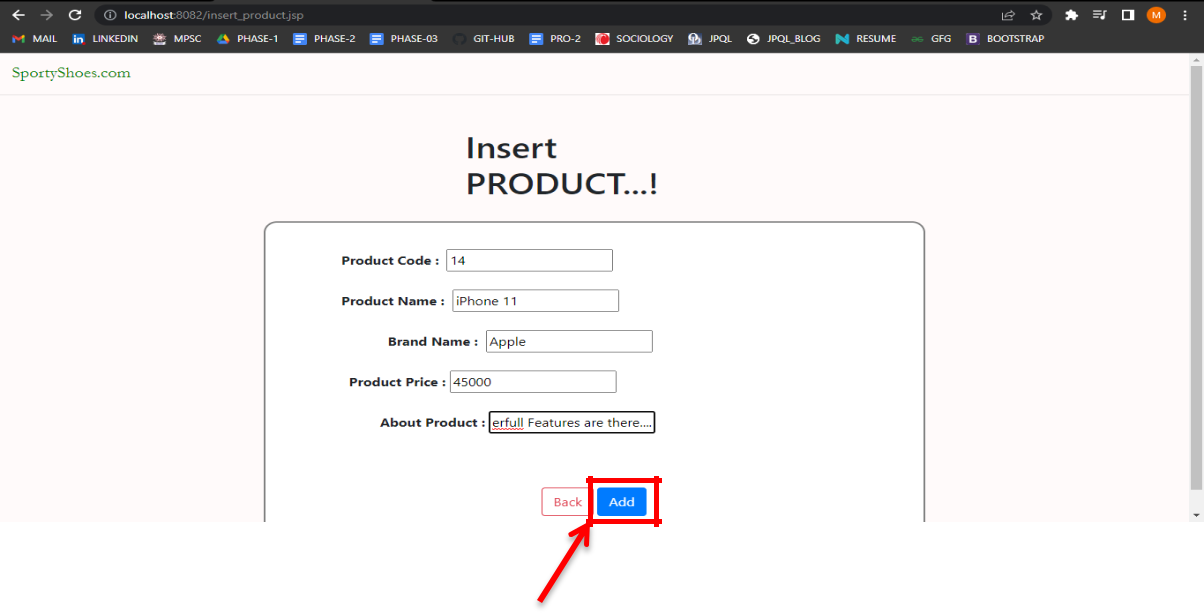 localhost:8082/insert_product.jsp
M
MAIL LINKEDIN MPSC PHASE-1 PHASE-2 PHASE-03 GIT-HUB PRO-2 SOCIOLOGY JPQL JPQL_BLOG RESUME GFG B BOOTSTRAP
SportyShoes.com
Insert
PRODUCT...!
Product Code : 14
Product Name : iPhone 11
Brand Name : Apple
Product Price : 45000
About Product : erfull Features are there....
Back Add